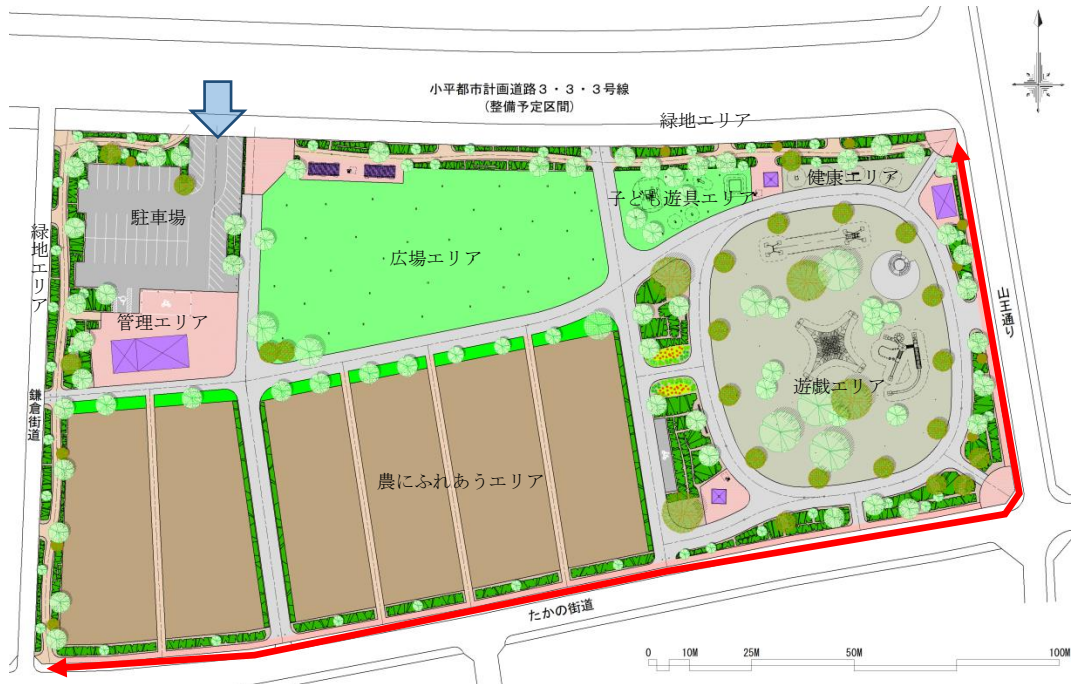 小平都市計画道路3・3・3号線
(整備予定区間)
緑地エリア
健康エリア
子ども遊具エリア
駐車場
広場エリア
緑地エリア
管理エリア
山王通り
遊戯エリア
鎌倉街道
農にふれあうエリア
たかの街道
0 10M 25M 50M 100M